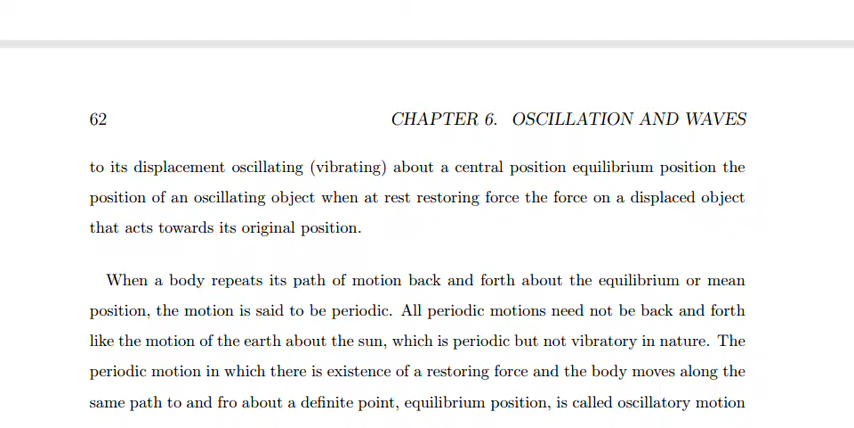 62 CHAPTER 6. OSCILLATION AND WAVES
to its displacement oscillating (vibrating) about a central position equilibrium position the
position of an oscillating object when at rest restoring force the force on a displaced object
that acts towards its original position.
When a body repeats its path of motion back and forth about the equilibrium or mean
position, the motion is said to be periodic. All periodic motions need not be back and forth
like the motion of the earth about the sun, which is periodic but not vibratory in nature. The
periodic motion in which there is existence of a restoring force and the body moves along the
same path to and fro about a definite point, equilibrium position, is called oscillatory motion